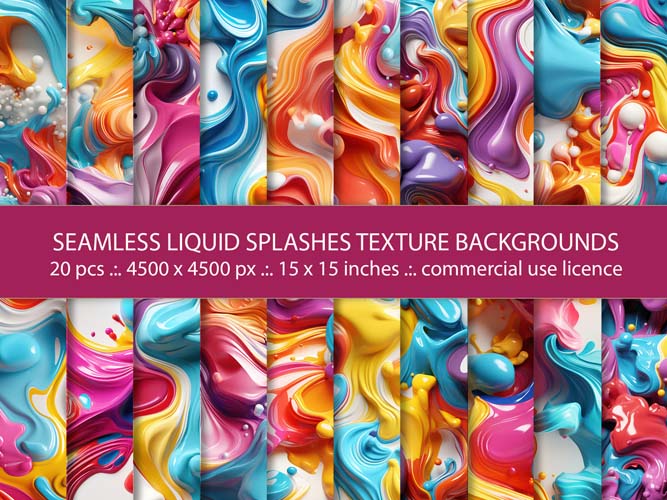 SEAMLESS LIQUID SPLASHES TEXTURE BACKGROUNDS
20 pcs .:. 4500 x 4500 px .:. 15 x 15 inches .:. commercial use licence